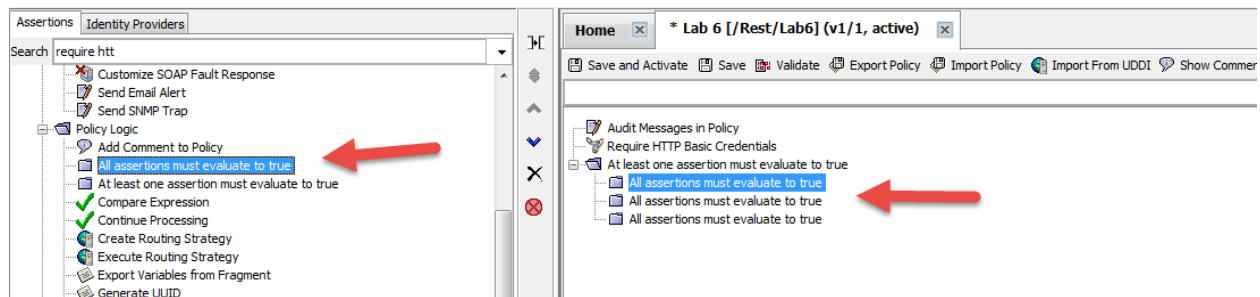 Assertions Identity Providers
Search require htt
Customize SOAP Fault Response
Send Email Alert
Send SNMP Trap
Policy Logic
Add Comment to Policy
All assertions must evaluate to true
At least one assertion must evaluate to true
Compare Expression
Continue Processing
Create Routing Strategy
Execute Routing Strategy
Export Variables from Fragment
Generate UUID
Home * Lab 6 [/Rest/Lab6] (v1/1, active)
Save and Activate Save Validate Export Policy Import Policy Import From UDDI Show Commen
Audit Messages in Policy
Require HTTP Basic Credentials
At least one assertion must evaluate to true
All assertions must evaluate to true
All assertions must evaluate to true
All assertions must evaluate to true